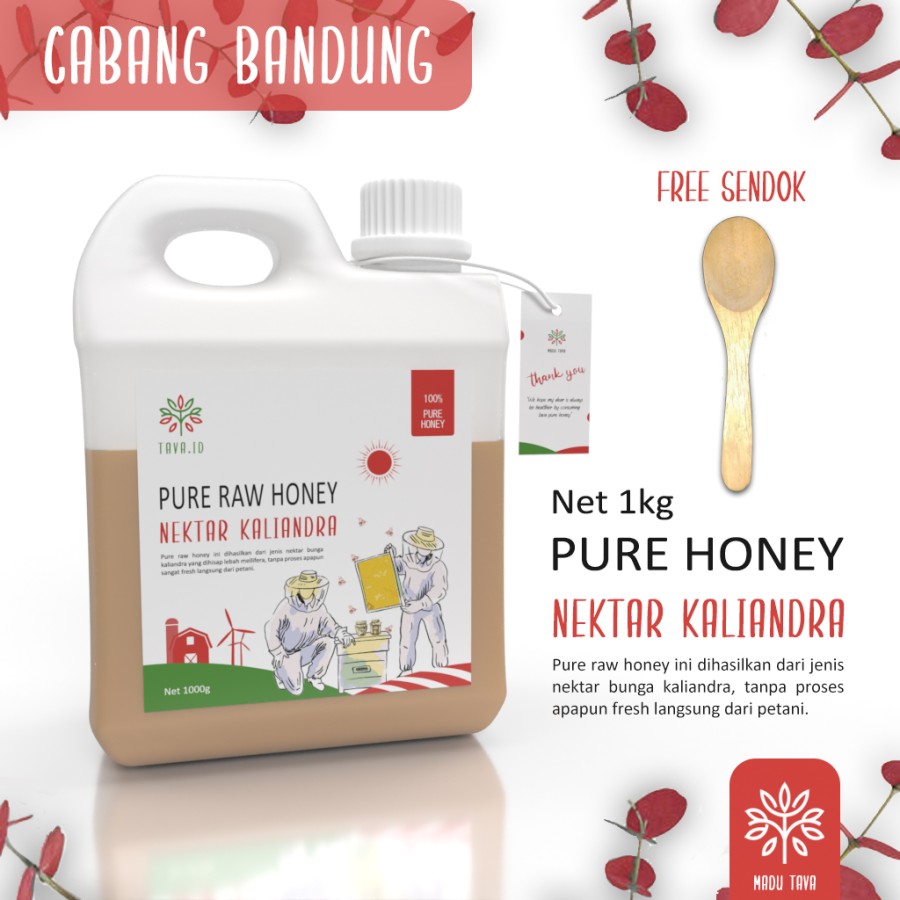 CABANG BANDUNG
FREE SENDOK
MADU TAVA
thank you
TAVA.ID
100%
PURE
HONEY
PURE RAW HONEY
NEKTAR KALIANDRA
Pure raw honey ini dihasilkan dari jenis nektar bunga
kaliandra yang dihisap lebah mellifera, tanpa proses apapun
sangat fresh langsung dari petani.
Net 1000g
Net 1kg
PURE HONEY
NEKTAR KALIANDRA
Pure raw honey ini dihasilkan dari jenis
nektar bunga kaliandra, tanpa proses
apapun fresh langsung dari petani.
MADU TAVA